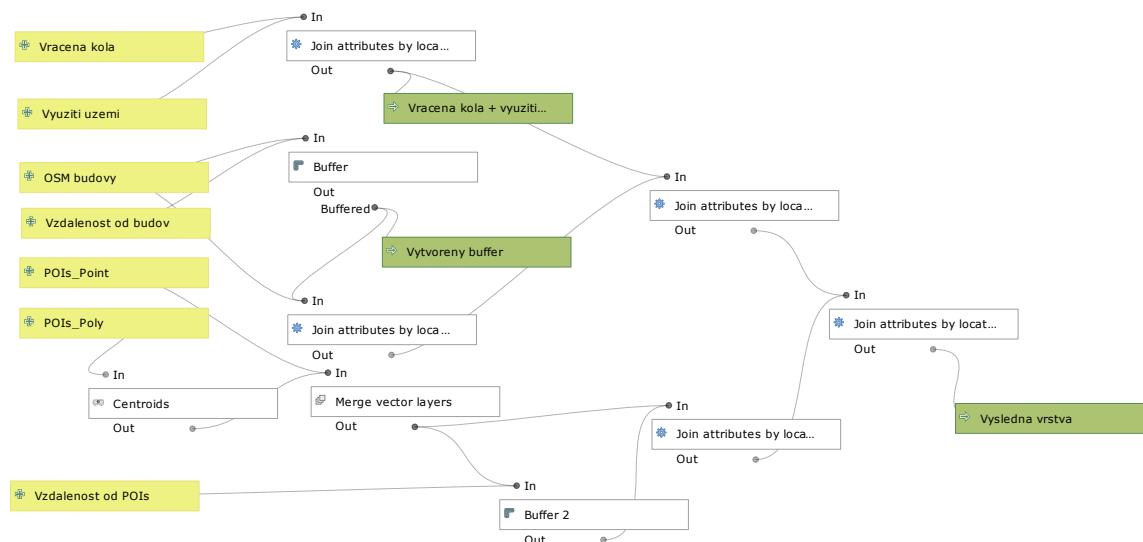 In
Vracena kola
Join attributes by loca...
Out
Vyuziti uzemi
Vracena kola + vyuziti...
In
OSM budovy
Buffer
Out
Buffered
Vzdalenost od budov
Vytvoreny buffer
In
Join attributes by loca...
Out
POIs_Point
In
Join attributes by loca...
Out
POIs_Poly
In
Join attributes by locat...
Out
In
Centroids
Out
In
Merge vector layers
Out
In
Join attributes by loca...
Out
Vysledna vrstva
Vzdalenost od POIs
In
Buffer 2
Out